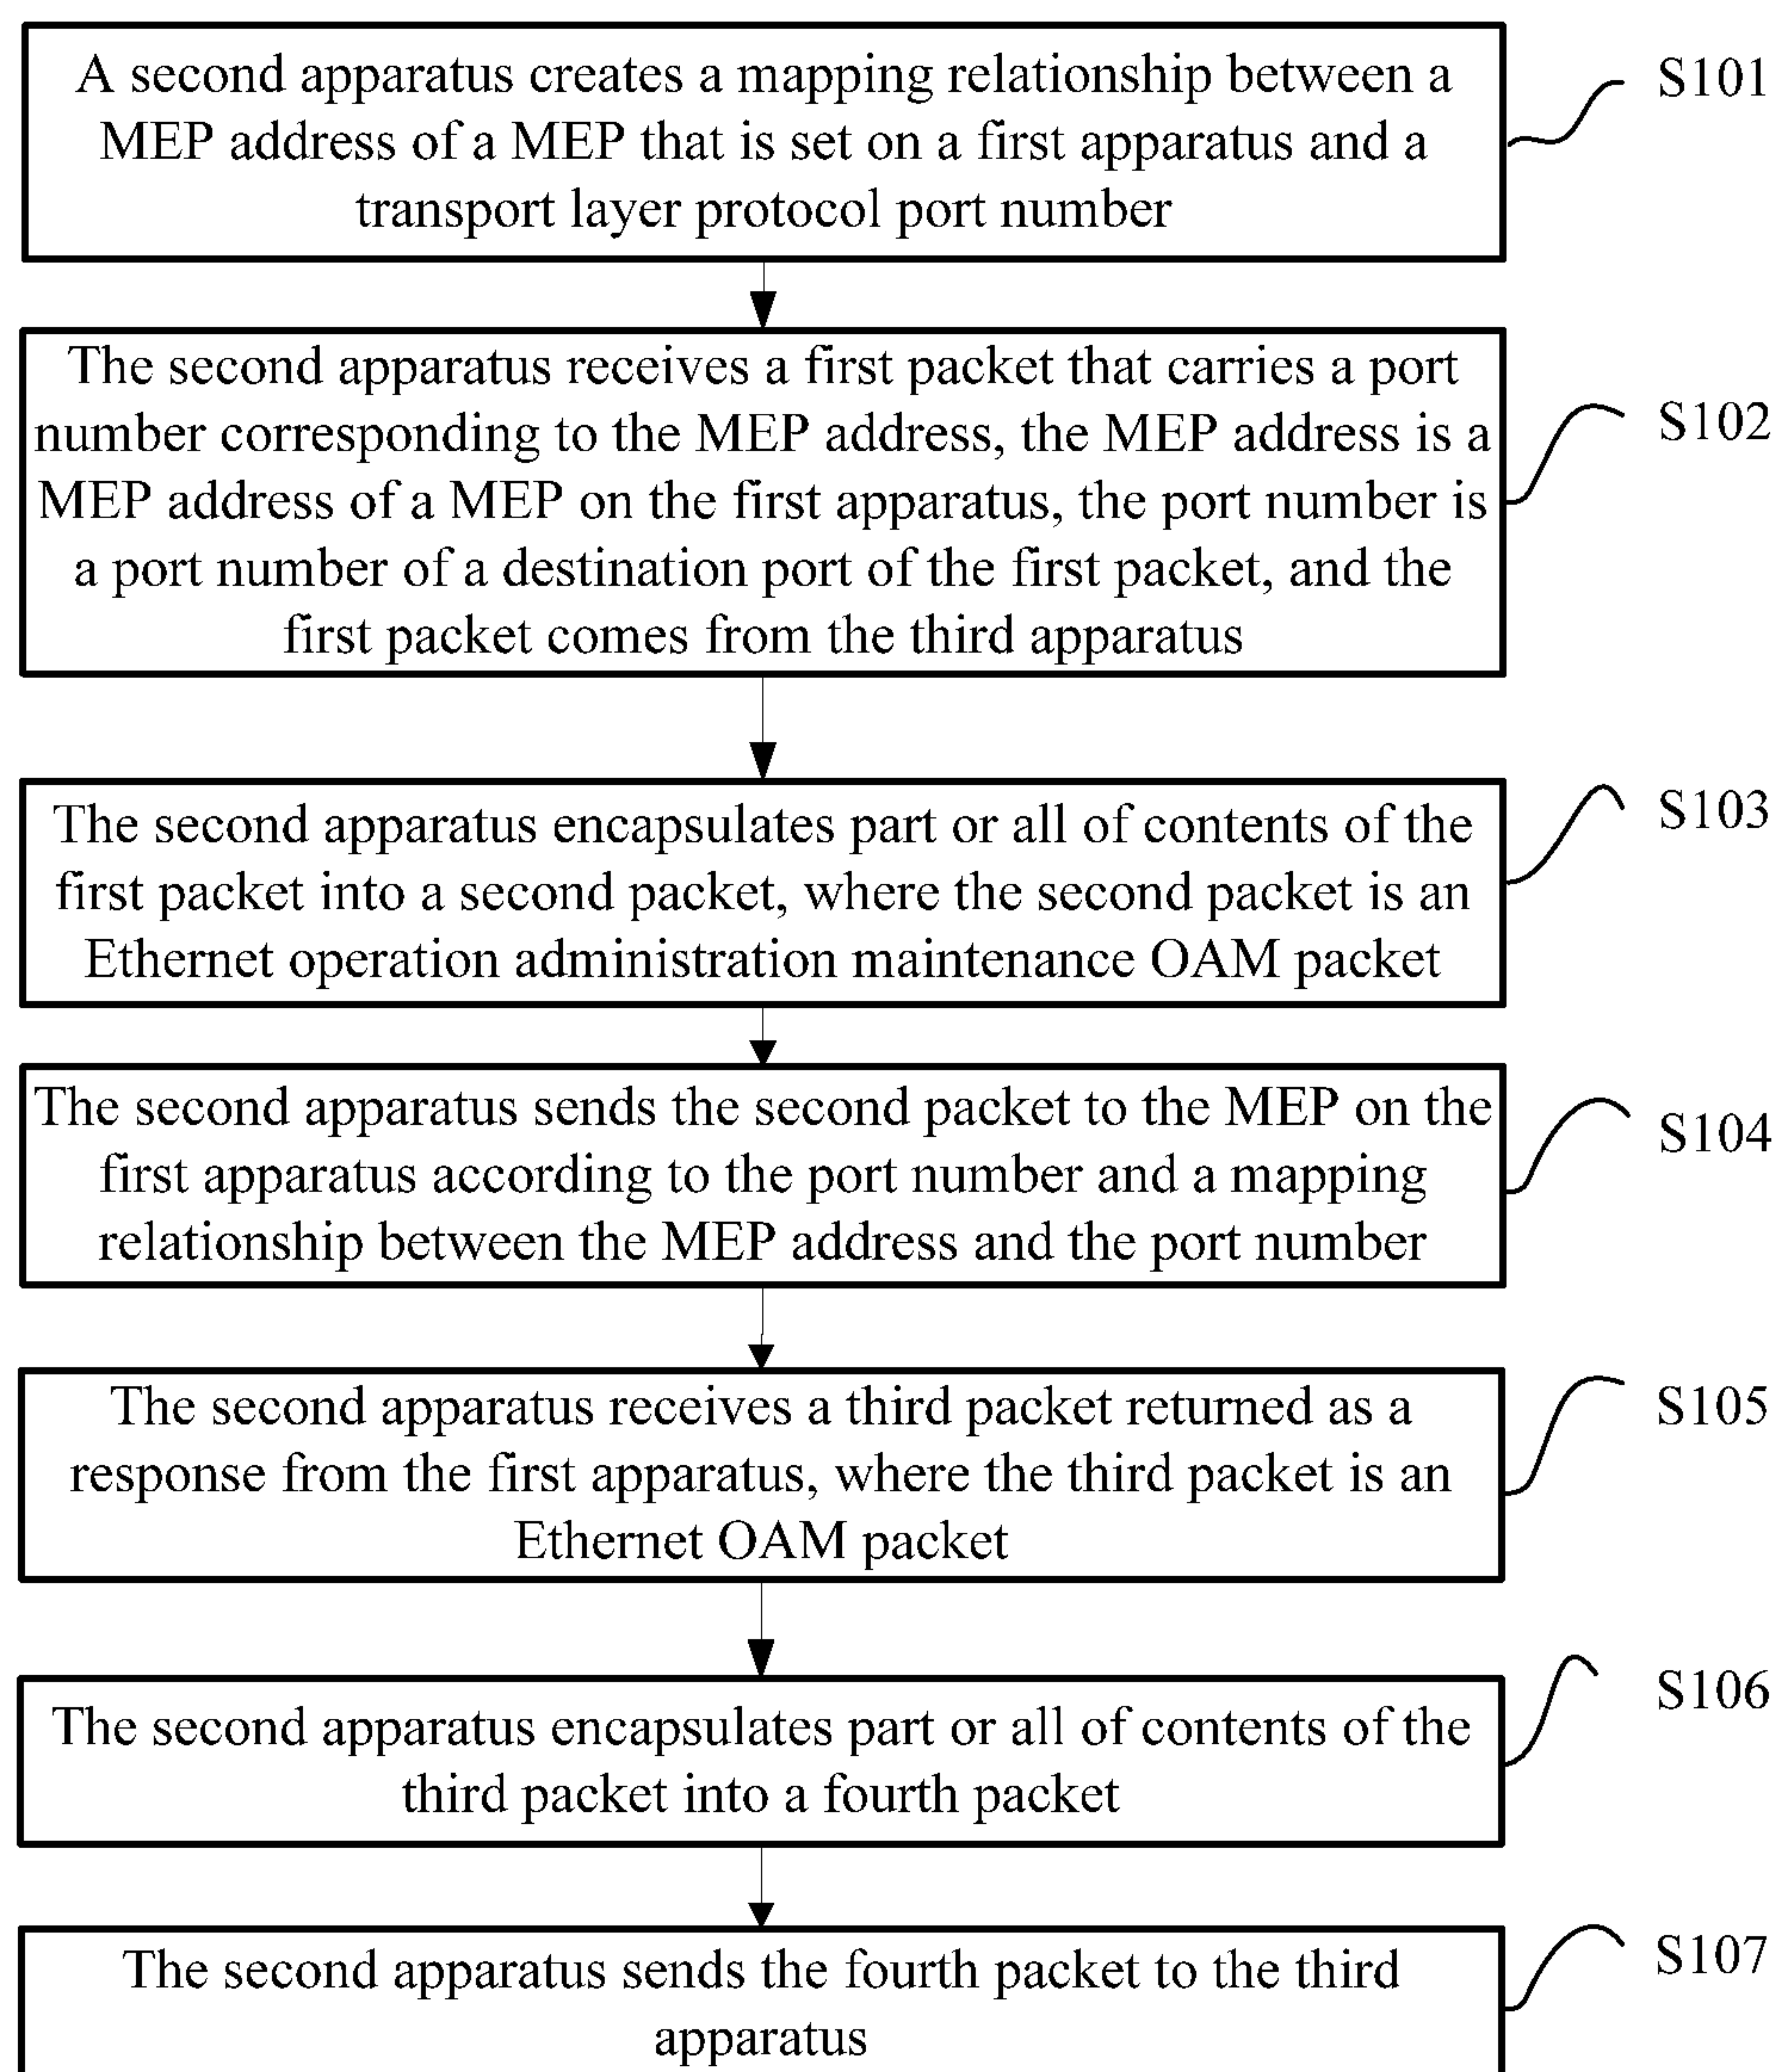 A second apparatus creates a mapping relationship between a
MEP address of a MEP that is set on a first apparatus and a
transport layer protocol port number
S101
The second apparatus receives a first packet that carries a port
number corresponding to the MEP address, the MEP address is a
MEP address of a MEP on the first apparatus, the port number is
a port number of a destination port of the first packet, and the
first packet comes from the third apparatus
S102
The second apparatus encapsulates part or all of contents of the
first packet into a second packet, where the second packet is an
Ethernet operation administration maintenance OAM packet
S103
The second apparatus sends the second packet to the MEP on the
first apparatus according to the port number and a mapping
relationship between the MEP address and the port number
S104
The second apparatus receives a third packet returned as a
response from the first apparatus, where the third packet is an
Ethernet OAM packet
S105
The second apparatus encapsulates part or all of contents of the
third packet into a fourth packet
S106
The second apparatus sends the fourth packet to the third
apparatus
S107